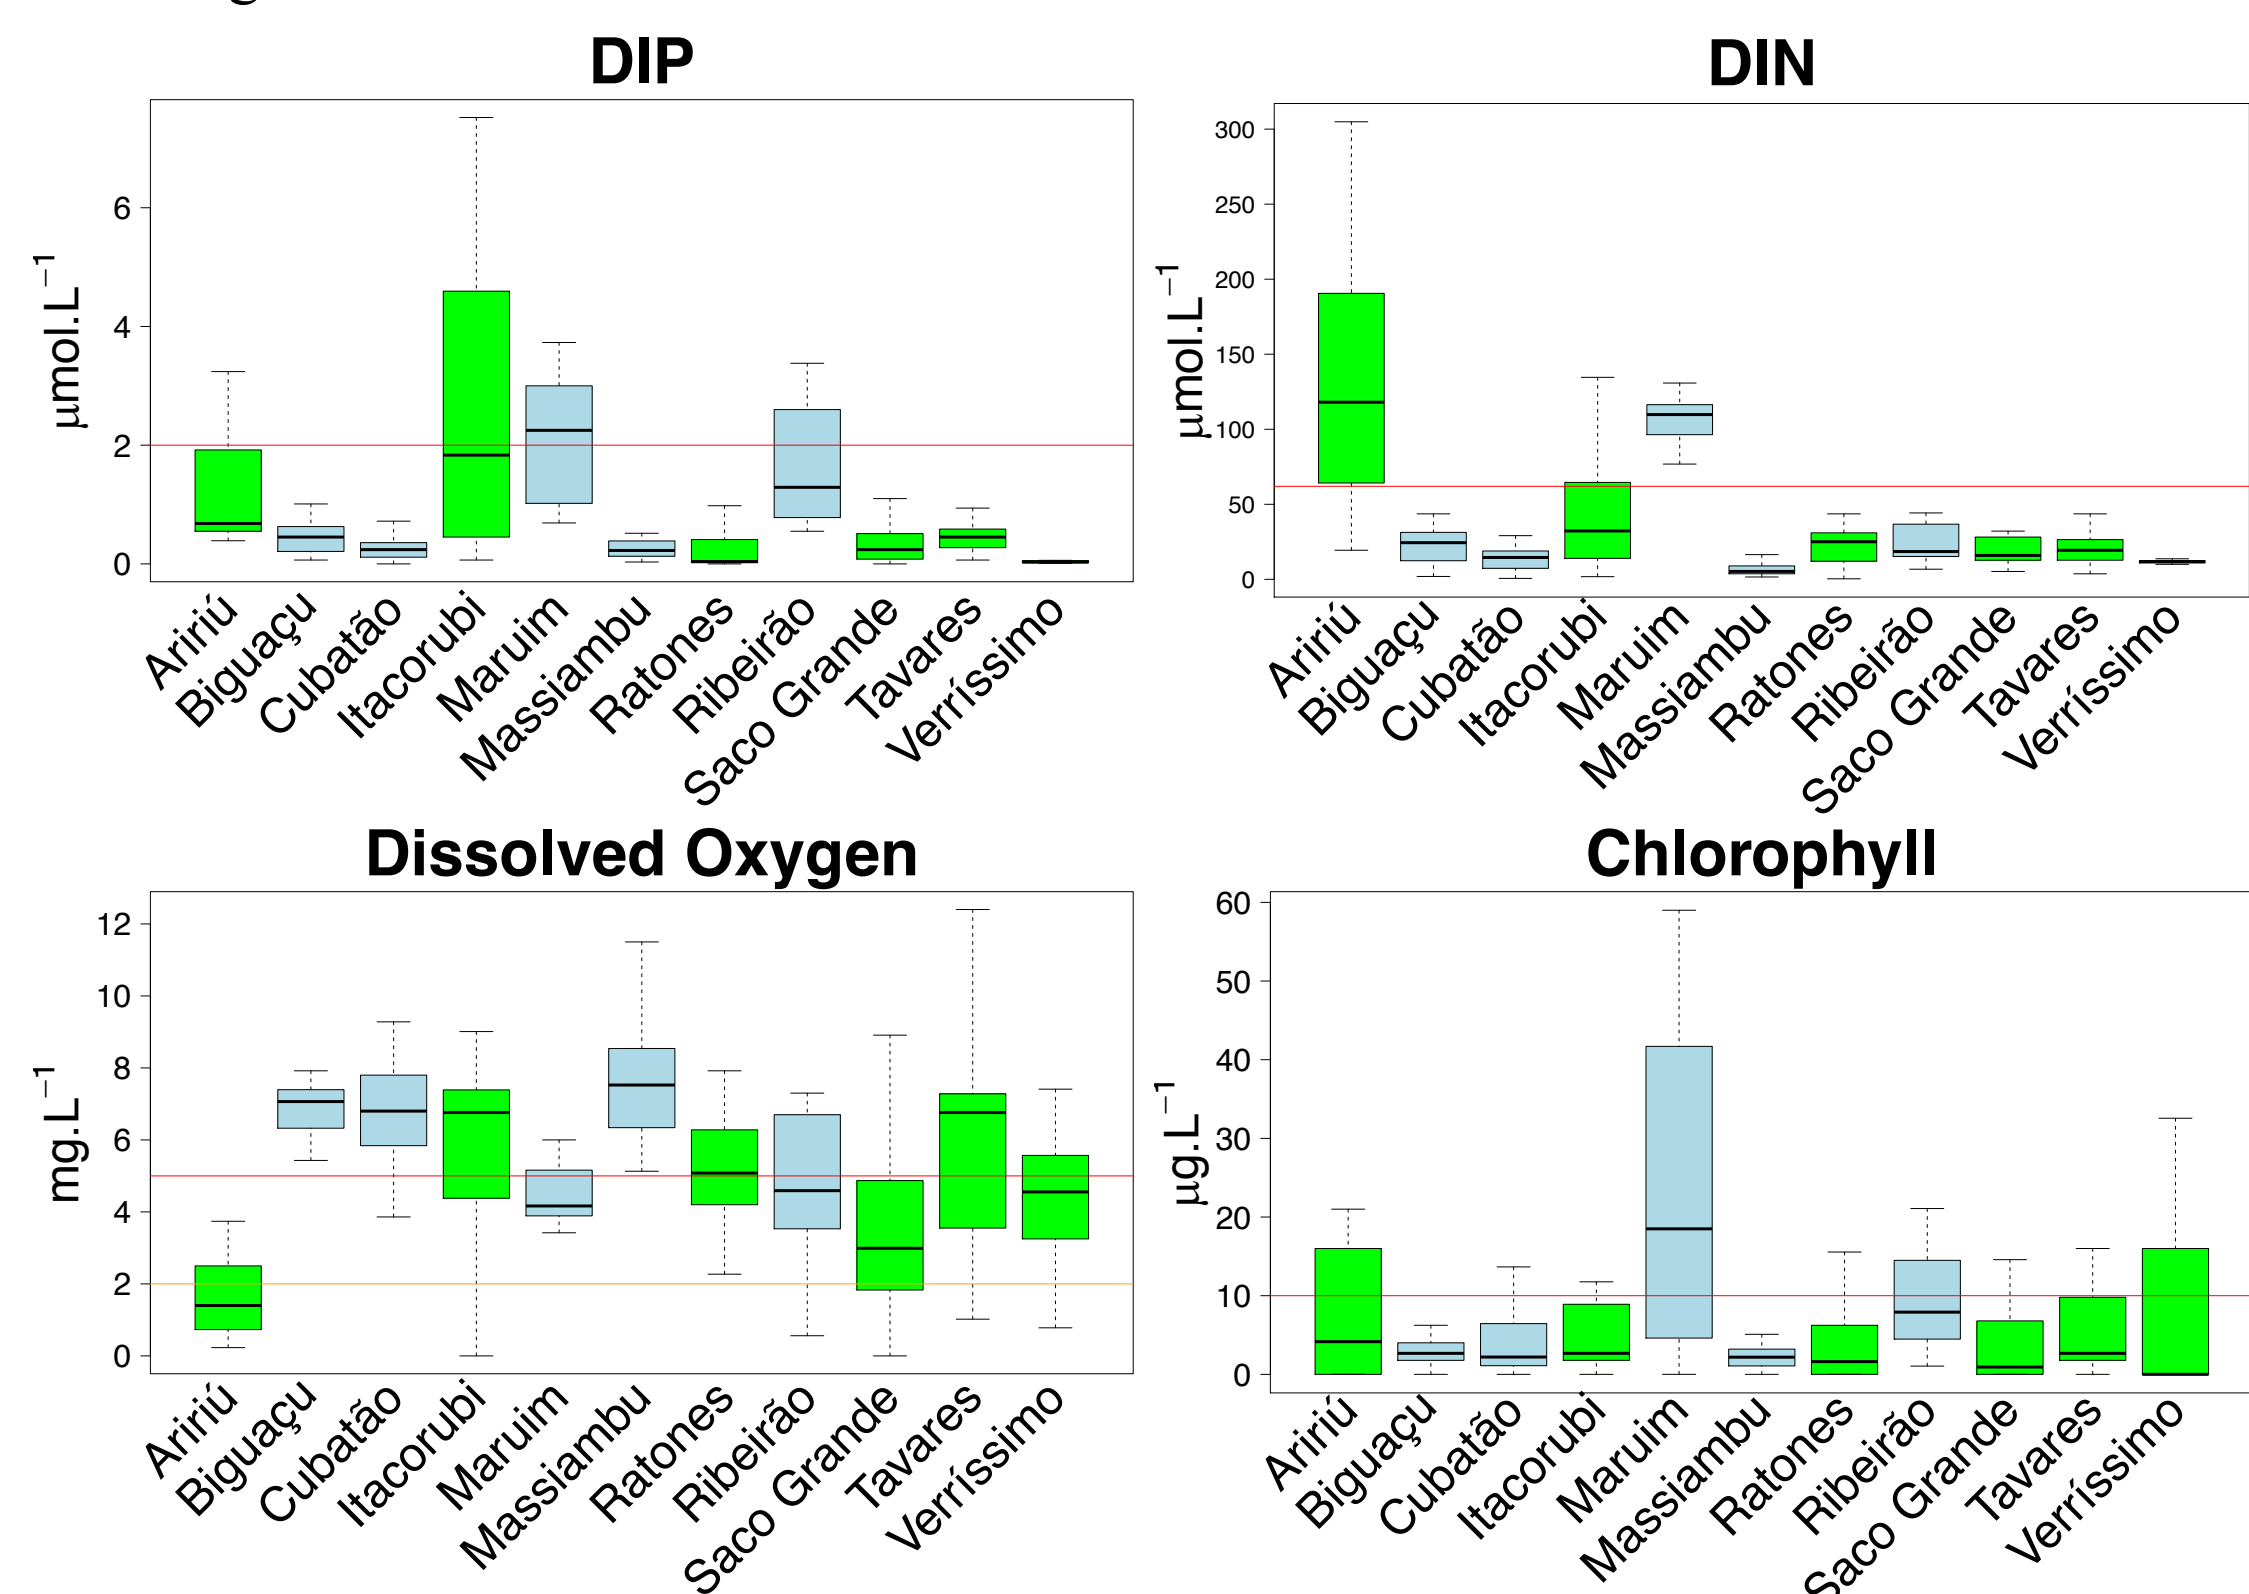 DIP
μmol.L−1
6
4
2
0
Aririú
Biguaçu
Cubatão
Itacorubi
Maruim
Massiambu
Ratones
Ribeirão
Saco Grande
Tavares
Verríssimo
DIN
μmol.L−1
300
250
200
150
100
50
0
Aririú
Biguaçu
Cubatão
Itacorubi
Maruim
Massiambu
Ratones
Ribeirão
Saco Grande
Tavares
Verríssimo
Dissolved Oxygen
mg.L−1
12
10
8
6
4
2
0
Aririú
Biguaçu
Cubatão
Itacorubi
Maruim
Massiambu
Ratones
Ribeirão
Saco Grande
Tavares
Verríssimo
Chlorophyll
μg.L−1
60
50
40
30
20
10
0
Aririú
Biguaçu
Cubatão
Itacorubi
Maruim
Massiambu
Ratones
Ribeirão
Saco Grande
Tavares
Verríssimo